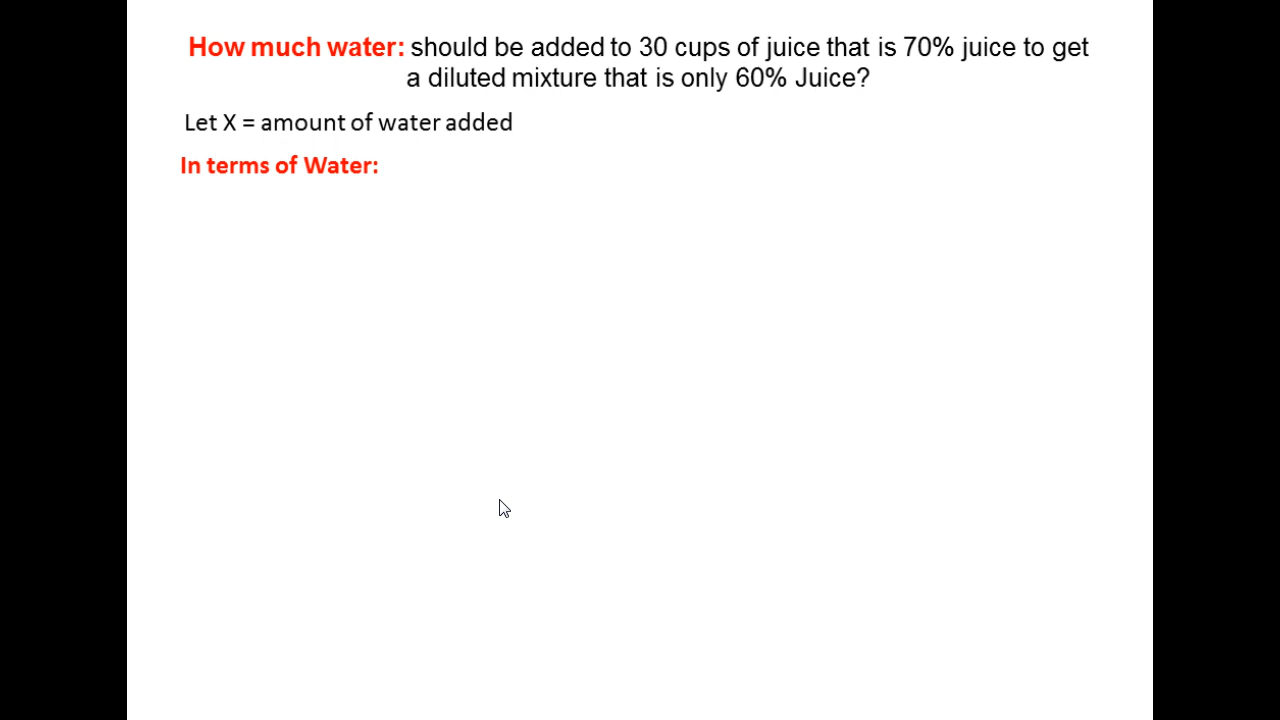 How much water: should be added to 30 cups of juice that is 70% juice to get
a diluted mixture that is only 60% Juice?
Let X = amount of water added
In terms of Water: